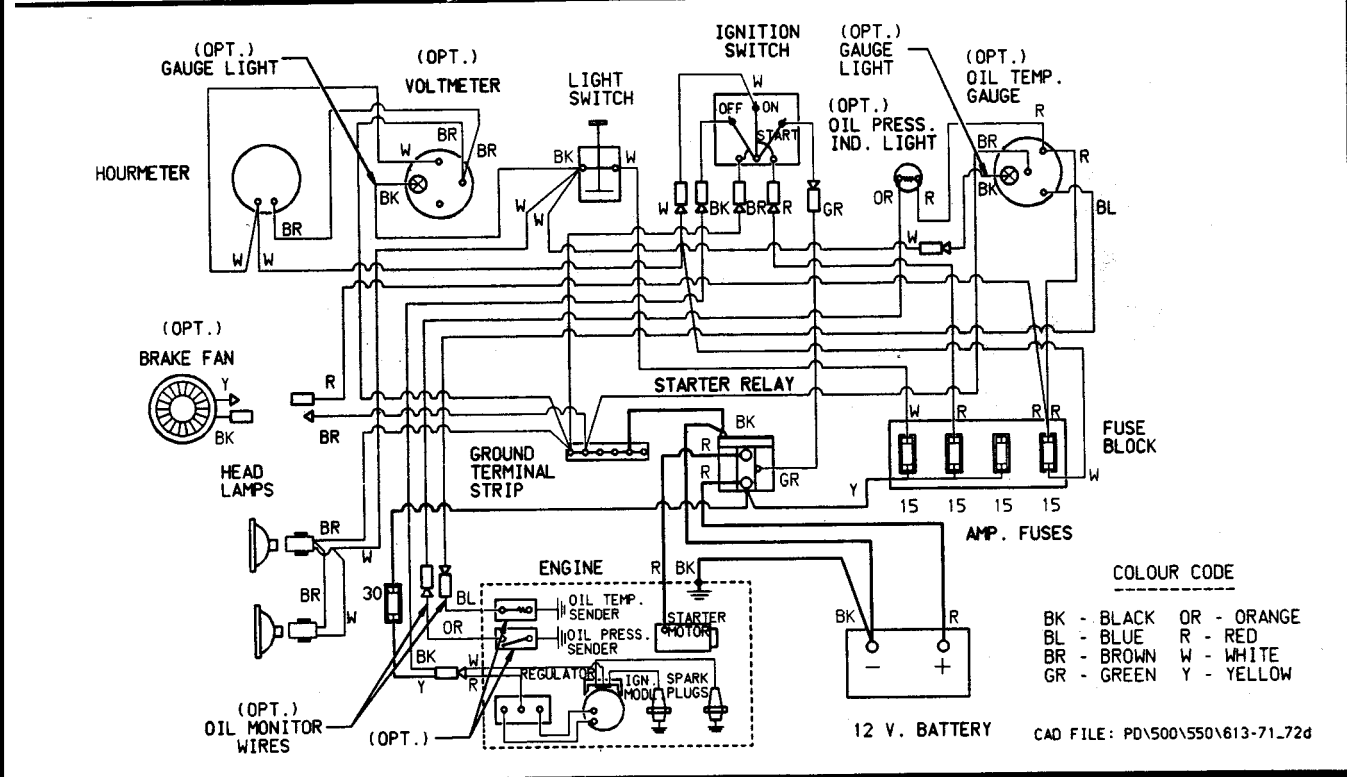 (OPT.)
GAUGE LIGHT
(OPT.)
VOLTMETER
LIGHT
SWITCH
IGNITION
SWITCH
(OPT.)
GAUGE
LIGHT
(OPT.)
OIL TEMP.
GAUGE
W
OFF
ON
START
(OPT.)
OIL PRESS.
IND. LIGHT
R
BR
R
BR
BR
W
BK
BK
W
HOURMETER
BR
W
W
W
W
W
BK
BR
R
GR
OR
R
BK
BL
W
(OPT.)
BRAKE FAN
Y
BK
R
BR
STARTER RELAY
BK
R
R
GR
W
R
R
R
FUSE
BLOCK
W
Y
15
15
15
15
AMP. FUSES
GROUND
TERMINAL
STRIP
HEAD
LAMPS
BR
W
BR
W
30
ENGINE
R
BK
BL
OR
BK
Y
W
R
OIL TEMP.
SENDER
OIL PRESS.
SENDER
STARTER
MOTOR
REGULATOR
IGN.
SPARK
PLUGS
BK
R
-
+
12 V. BATTERY
(OPT.)
OIL MONITOR
WIRES
(OPT.)
COLOUR CODE
BK - BLACK OR - ORANGE
BL - BLUE R - RED
BR - BROWN W - WHITE
GR - GREEN Y - YELLOW
CAD FILE: PD\500\550\613-71_72d